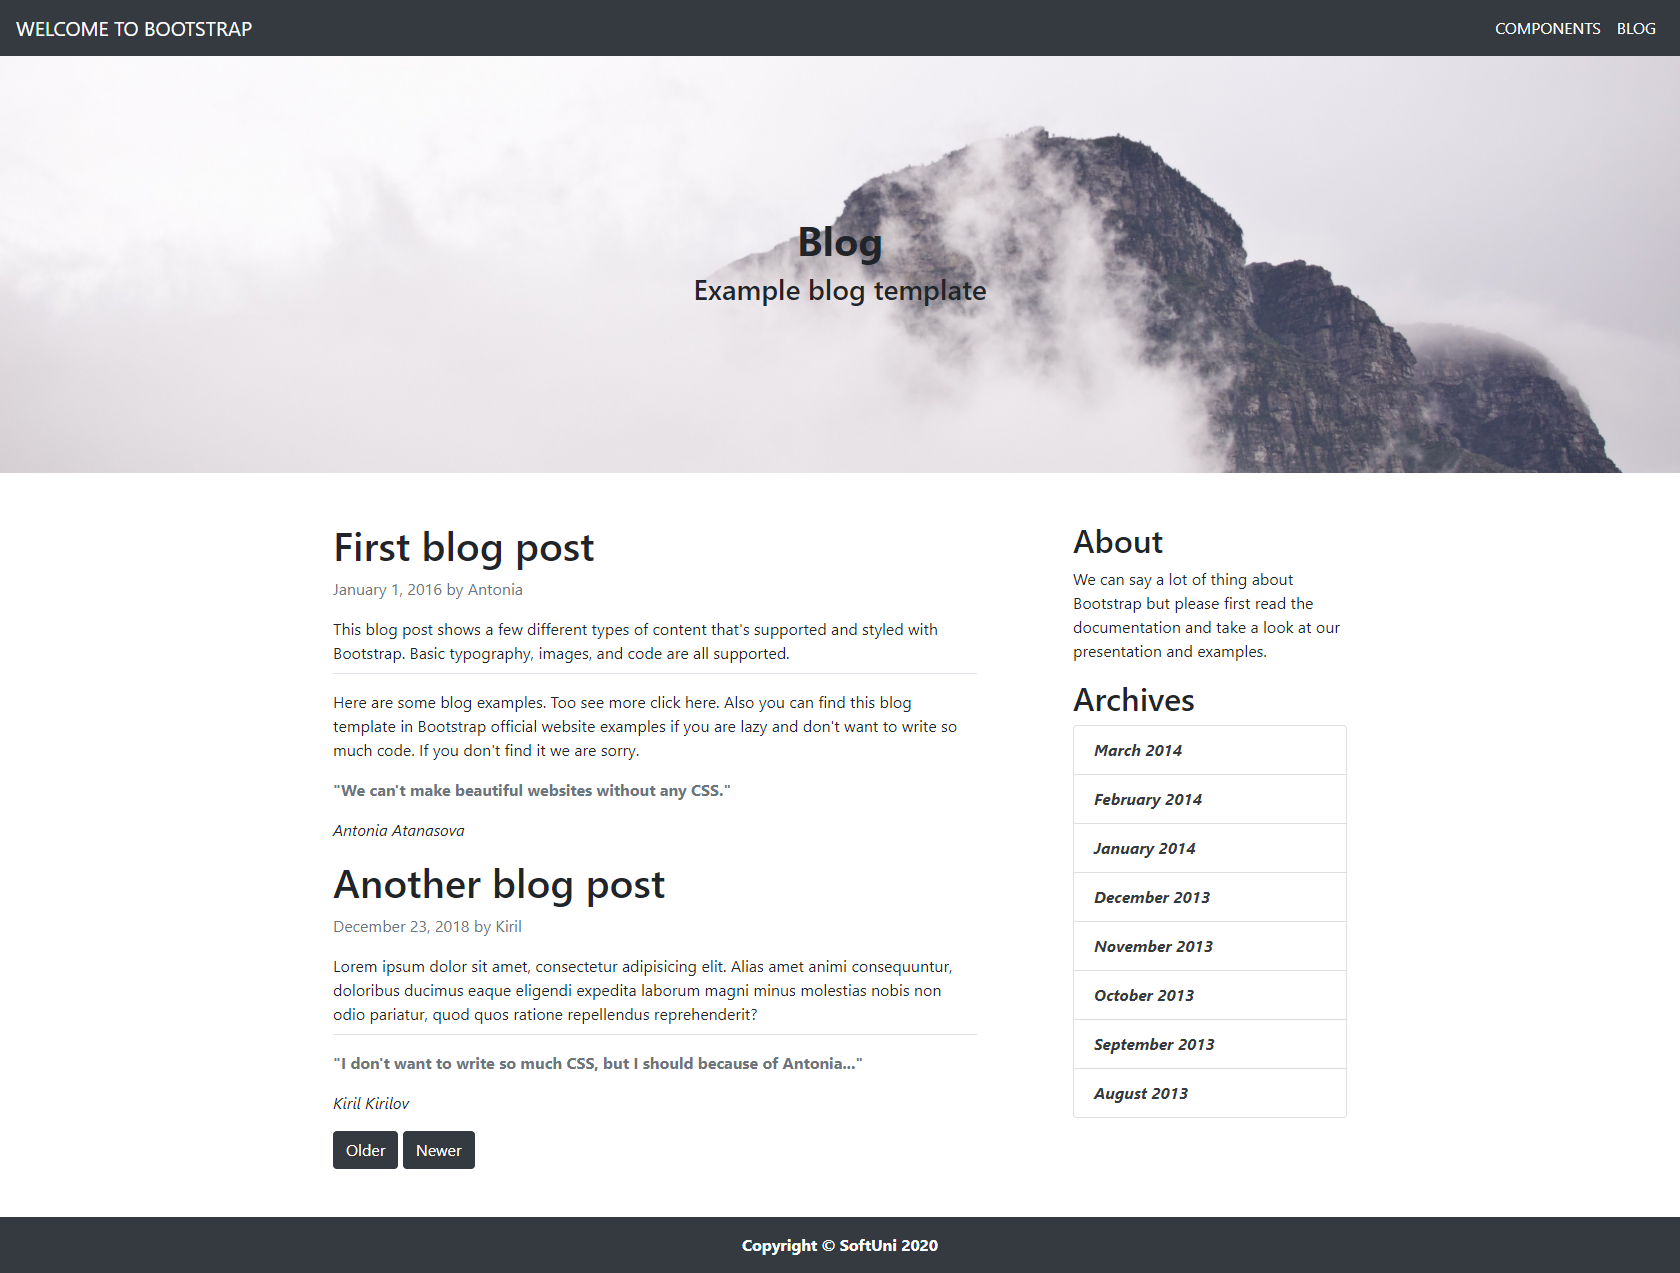 WELCOME TO BOOTSTRAP
COMPONENTS BLOG
Blog
Example blog template
First blog post
January 1, 2016 by Antonia
This blog post shows a few different types of content that's supported and styled with
Bootstrap. Basic typography, images, and code are all supported.
Here are some blog examples. Too see more click here. Also you can find this blog
template in Bootstrap official website examples if you are lazy and don't want to write so
much code. If you don't find it we are sorry.
"We can't make beautiful websites without any CSS."
Antonia Atanasova
Another blog post
December 23, 2018 by Kiril
Lorem ipsum dolor sit amet, consectetur adipisicing elit. Alias amet animi consequuntur,
doloribus ducimus eaque eligendi expedita laborum magni minus molestias nobis non
odio pariatur, quod quos ratione repellendus reprehenderit?
"I don't want to write so much CSS, but I should because of Antonia..."
Kiril Kirilov
Older Newer
About
We can say a lot of thing about
Bootstrap but please first read the
documentation and take a look at our
presentation and examples.
Archives
March 2014
February 2014
January 2014
December 2013
November 2013
October 2013
September 2013
August 2013
Copyright © SoftUni 2020